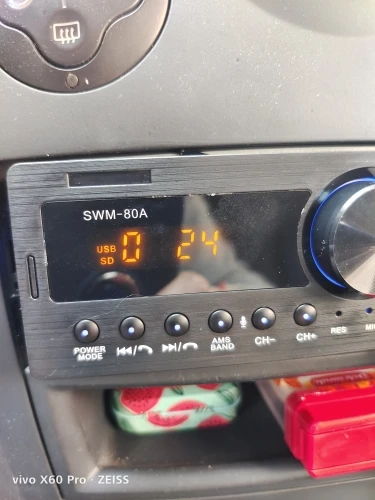 SWM-80A
USB
SD
0 24
POWER
MODE
AMS
BAND
CH-
CH+
RES
vivo X60 Pro · ZEISS